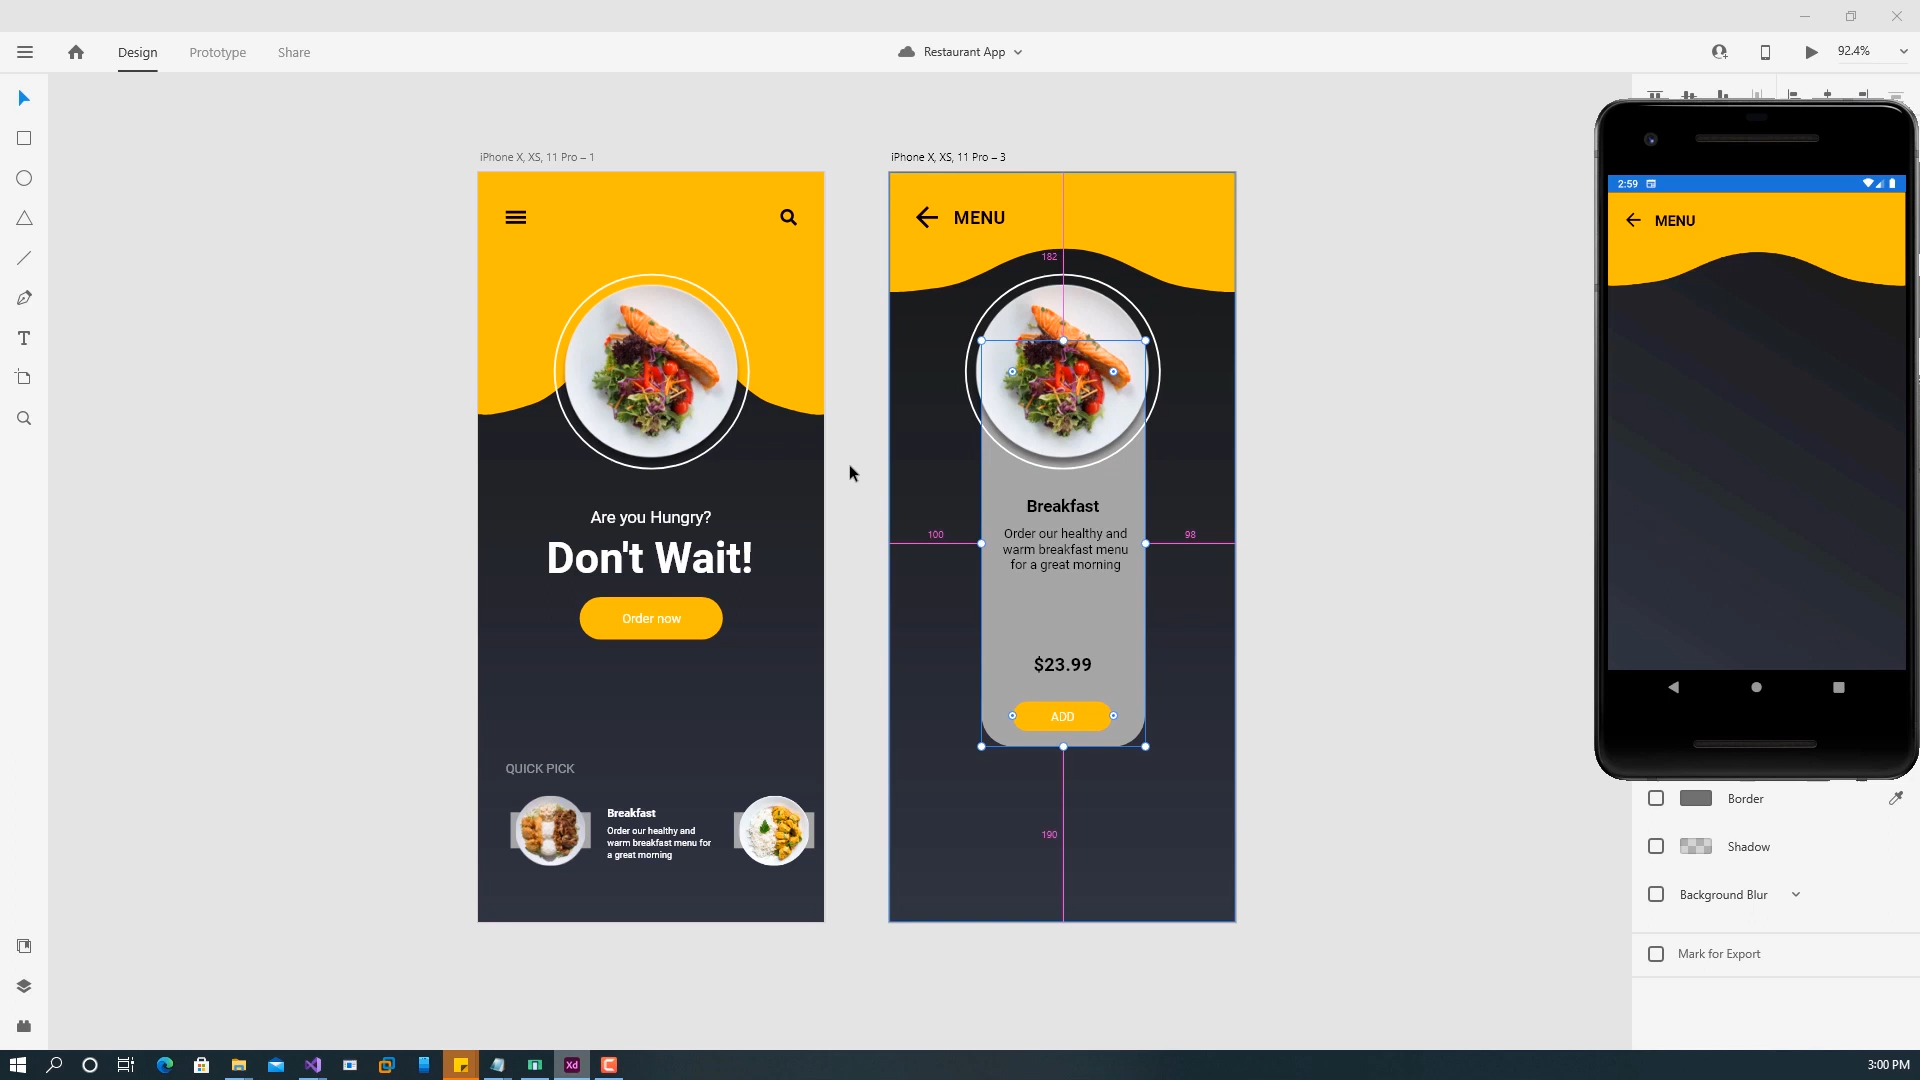 Design
Prototype
Share
Restaurant App
92.4%
iPhone X, XS, 11 Pro – 1
iPhone X, XS, 11 Pro – 3
MENU
182
Are you Hungry?
Don't Wait!
Order now
QUICK PICK
Breakfast
Order our healthy and
warm breakfast menu for
a great morning
100
98
Breakfast
Order our healthy and
warm breakfast menu
for a great morning
$23.99
ADD
190
2:59
MENU
Border
Shadow
Background Blur
Mark for Export
Xd
3:00 PM